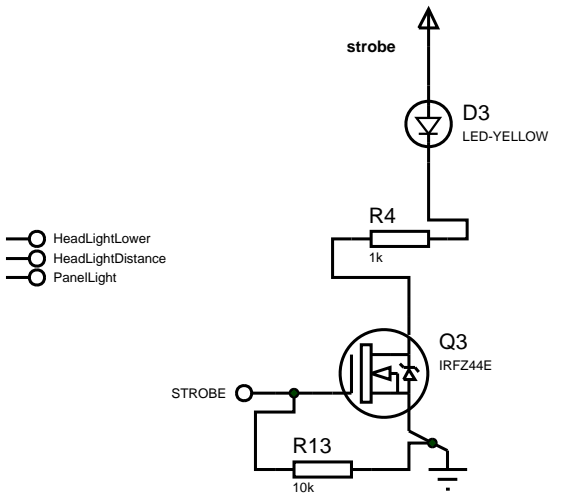 strobe
D3
LED-YELLOW
R4
1k
HeadLightLower
HeadLightDistance
PanelLight
Q3
IRFZ44E
STROBE
R13
10k